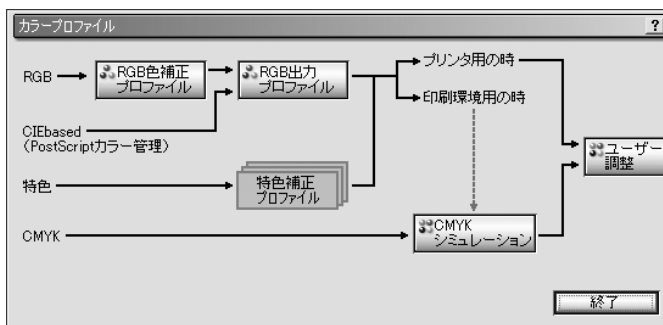 カラープロファイル
?
RGB
RGB色補正
プロファイル
RGB出力
プロファイル
プリンタ用の時
印刷環境用の時
CIEbased
(PostScriptカラー管理)
ユーザー
調整
特色
特色補正
プロファイル
CMYK
CMYK
シミュレーション
終了